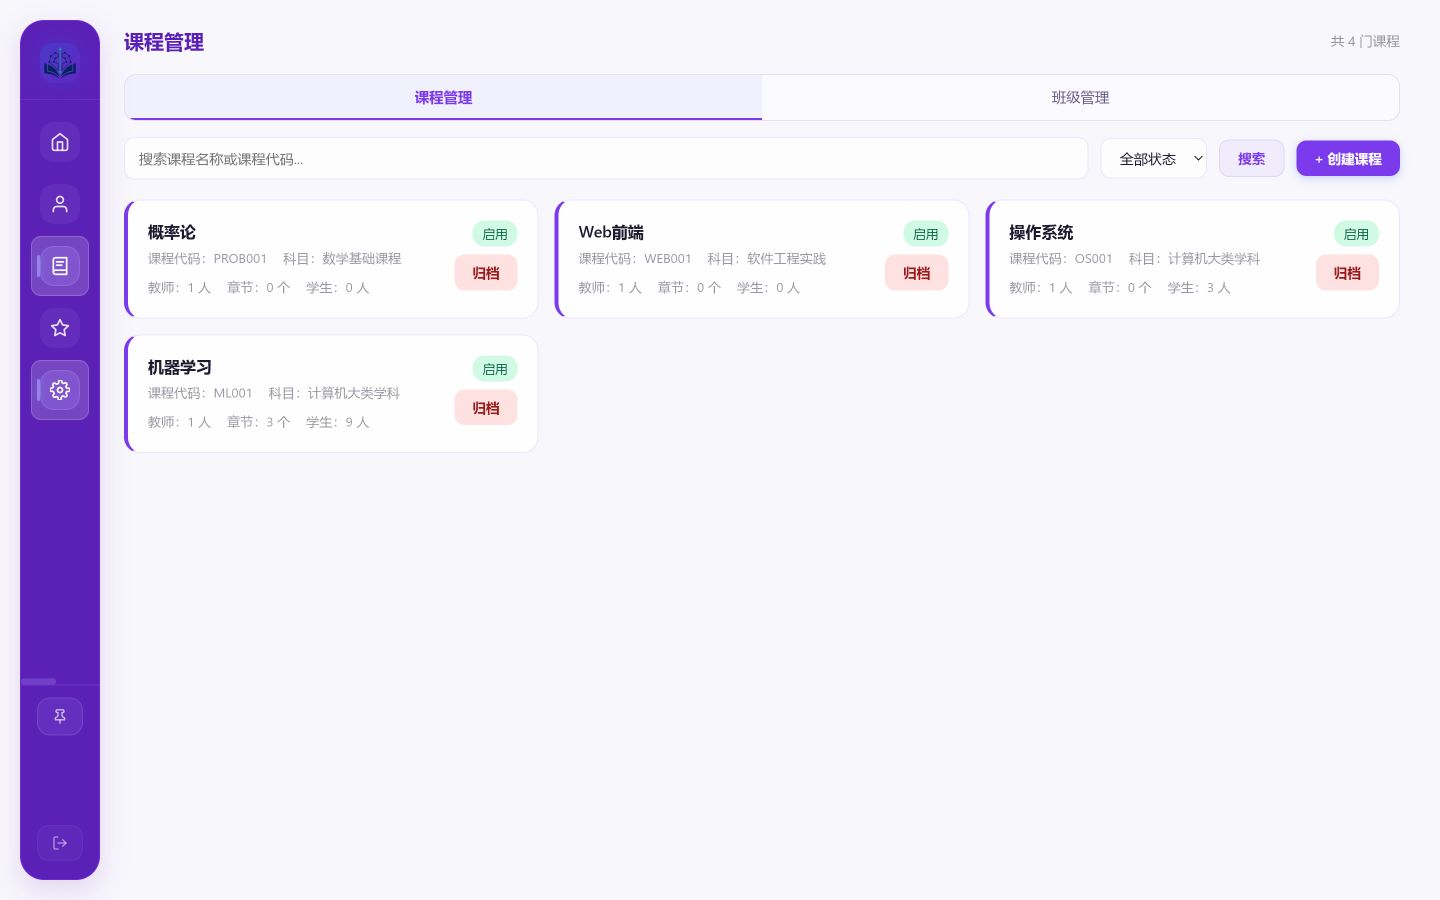 课程管理
共 4 门课程
课程管理
班级管理
搜索课程名称或课程代码...
全部状态
搜索
+ 创建课程
概率论
启用
课程代码：PROB001 科目：数学基础课程
归档
教师：1 人 章节：0 个 学生：0 人
Web前端
启用
课程代码：WEB001 科目：软件工程实践
归档
教师：1 人 章节：0 个 学生：0 人
操作系统
启用
课程代码：OS001 科目：计算机大类学科
归档
教师：1 人 章节：0 个 学生：3 人
机器学习
启用
课程代码：ML001 科目：计算机大类学科
归档
教师：1 人 章节：3 个 学生：9 人